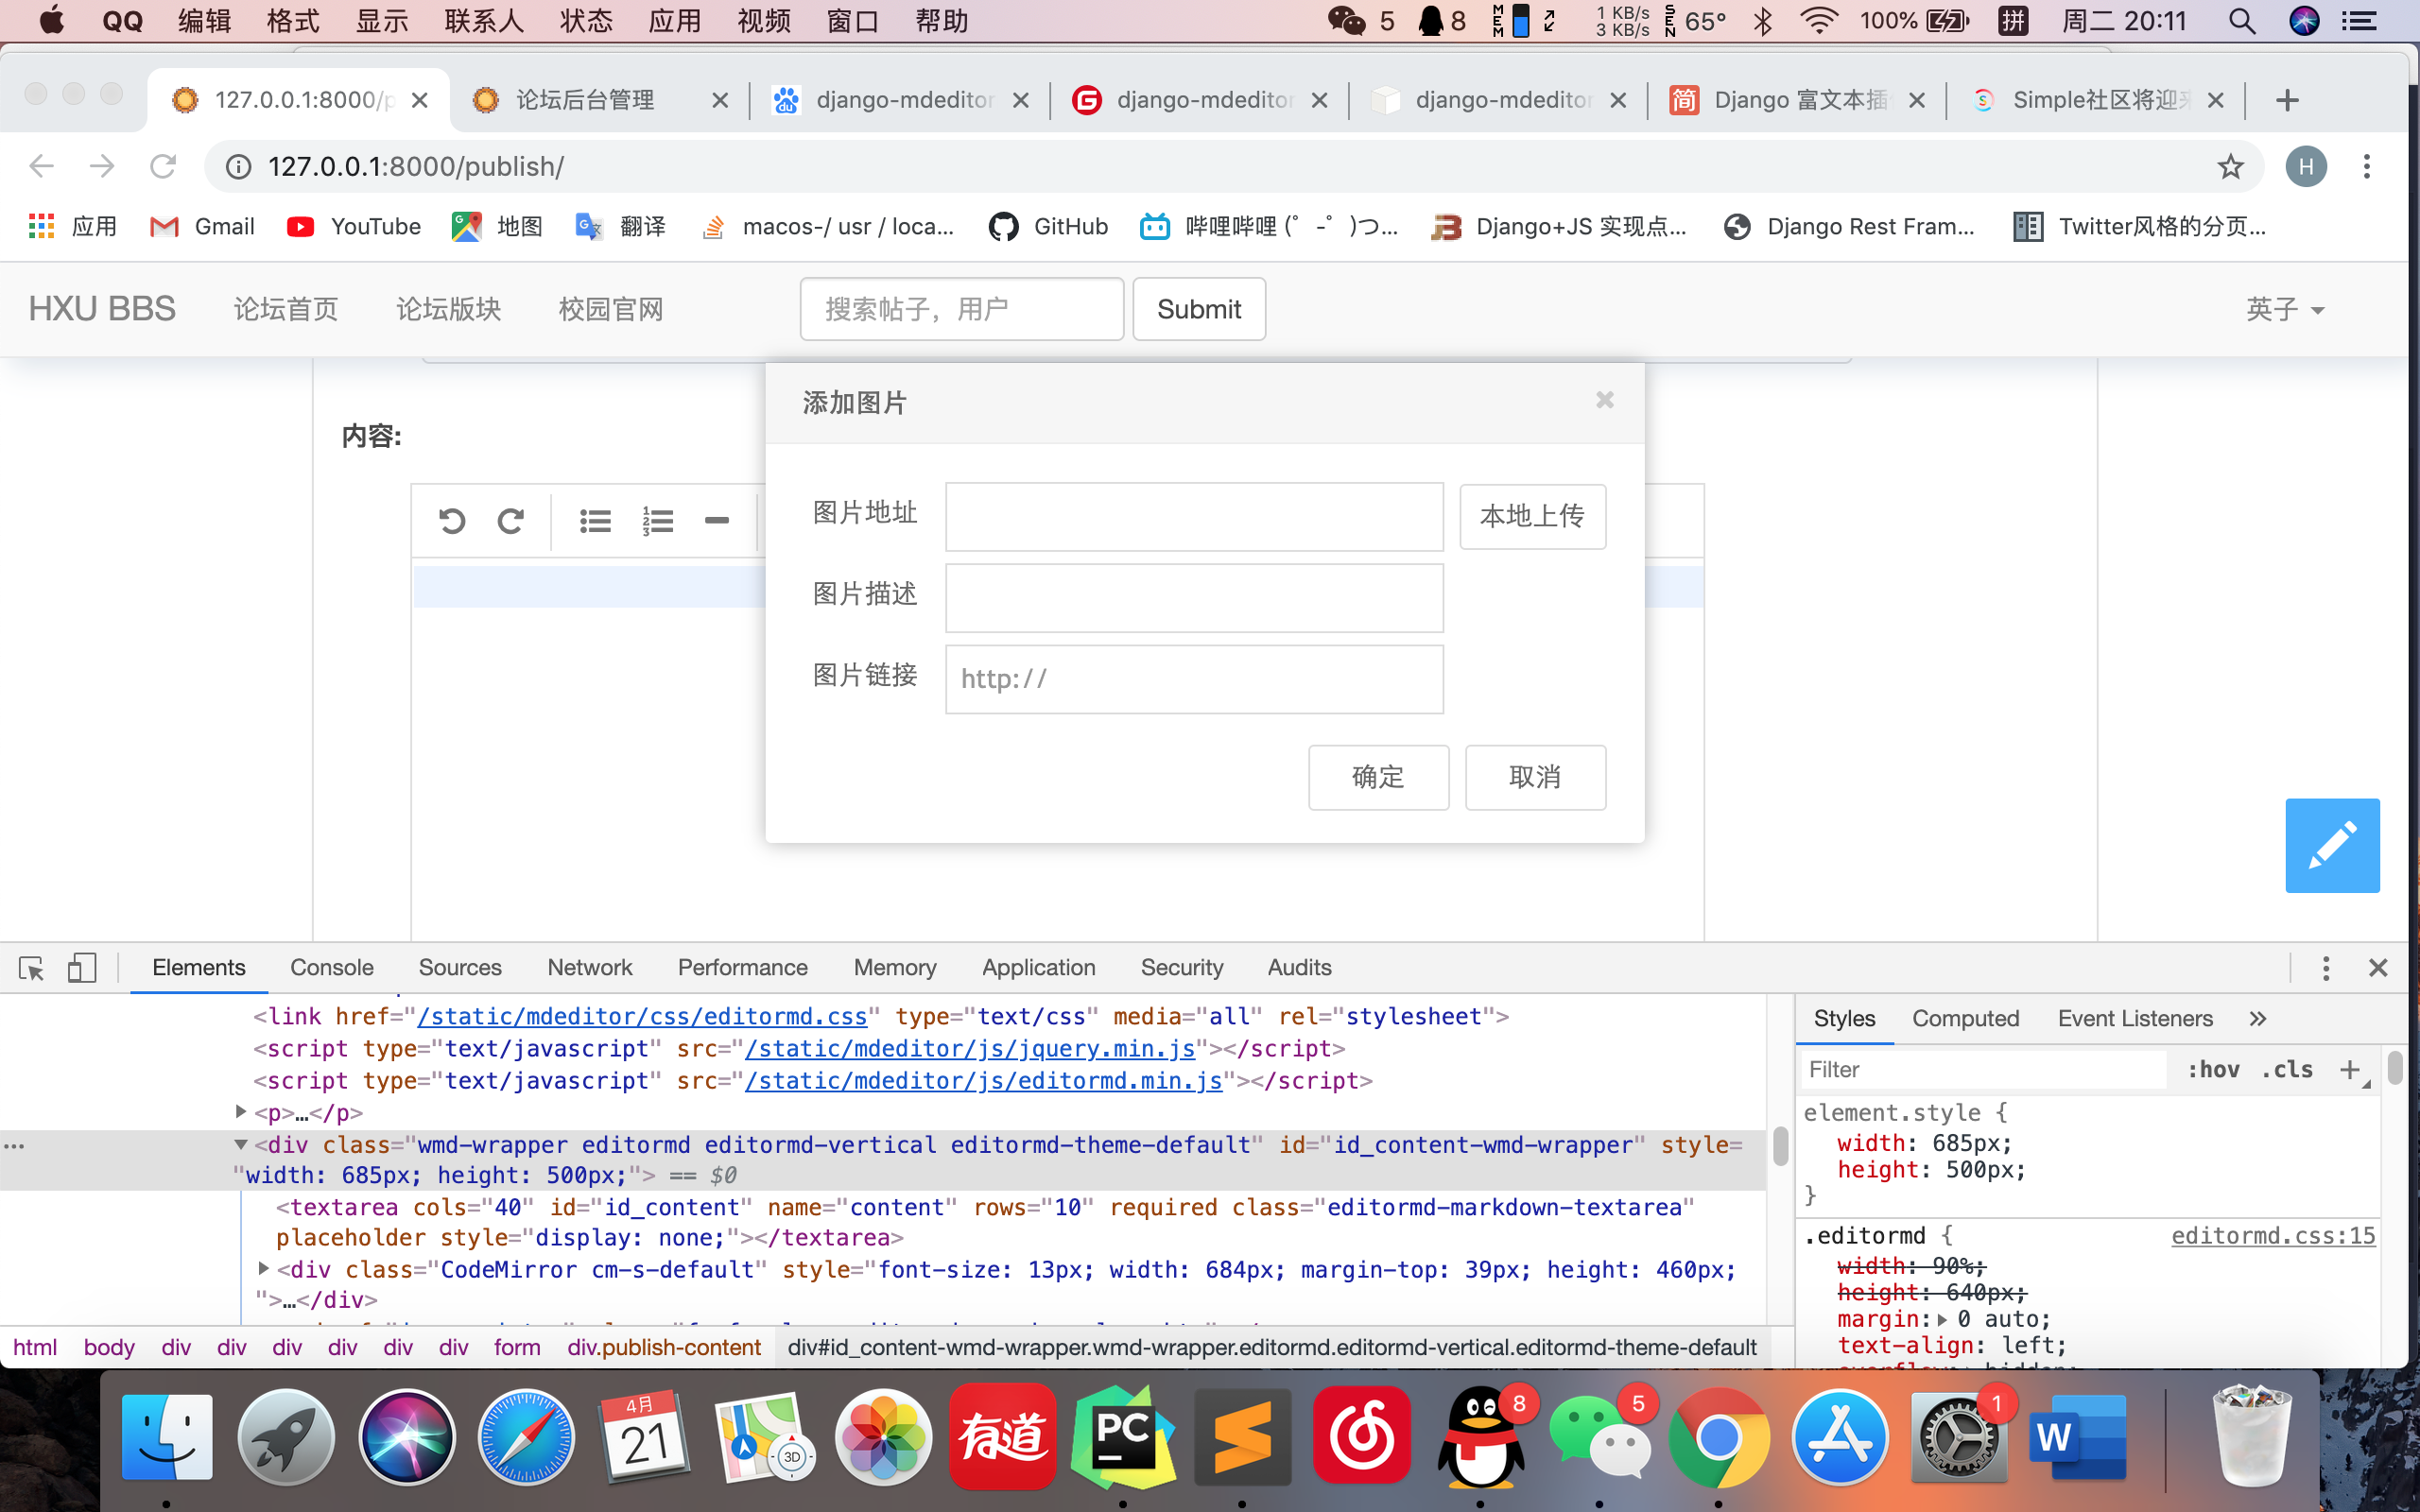 QQ 编辑 格式 显示 联系人 状态 应用 视频 窗口 帮助 5 8 MEM 1 KB/s 3 KB/s SEN 65° 100% 拼 周二 20:11
127.0.0.1:8000/p 论坛后台管理 django-mdeditor django-mdeditor django-mdeditor Django 富文本插 Simple社区将迎
127.0.0.1:8000/publish/ H
应用 Gmail YouTube 地图 翻译 macos-/ usr / loca... GitHub 哔哩哔哩 (゜-゜)つ... Django+JS 实现点... Django Rest Fram... Twitter风格的分页...
HXU BBS 论坛首页 论坛版块 校园官网 搜索帖子，用户 Submit 英子
添加图片
内容:
图片地址 本地上传
图片描述
图片链接 http://
确定 取消
Elements Console Sources Network Performance Memory Application Security Audits
<link href="/static/mdeditor/css/editormd.css" type="text/css" media="all" rel="stylesheet">
<script type="text/javascript" src="/static/mdeditor/js/jquery.min.js"></script>
<script type="text/javascript" src="/static/mdeditor/js/editormd.min.js"></script>
<p>…</p>
<div class="wmd-wrapper editormd editormd-vertical editormd-theme-default" id="id_content-wmd-wrapper" style=
"width: 685px; height: 500px;"> == $0
<textarea cols="40" id="id_content" name="content" rows="10" required class="editormd-markdown-textarea"
placeholder style="display: none;"></textarea>
<div class="CodeMirror cm-s-default" style="font-size: 13px; width: 684px; margin-top: 39px; height: 460px;
">…</div>
html body div div div div div div form div.publish-content div#id_content-wmd-wrapper.wmd-wrapper.editormd.editormd-vertical.editormd-theme-default
Styles Computed Event Listeners »
Filter :hov .cls +
element.style {
width: 685px;
height: 500px;
}
.editormd { editormd.css:15
width: 90%;
height: 640px;
margin: 0 auto;
text-align: left;
4月 21 3D 有道 PC 8 5 1 W